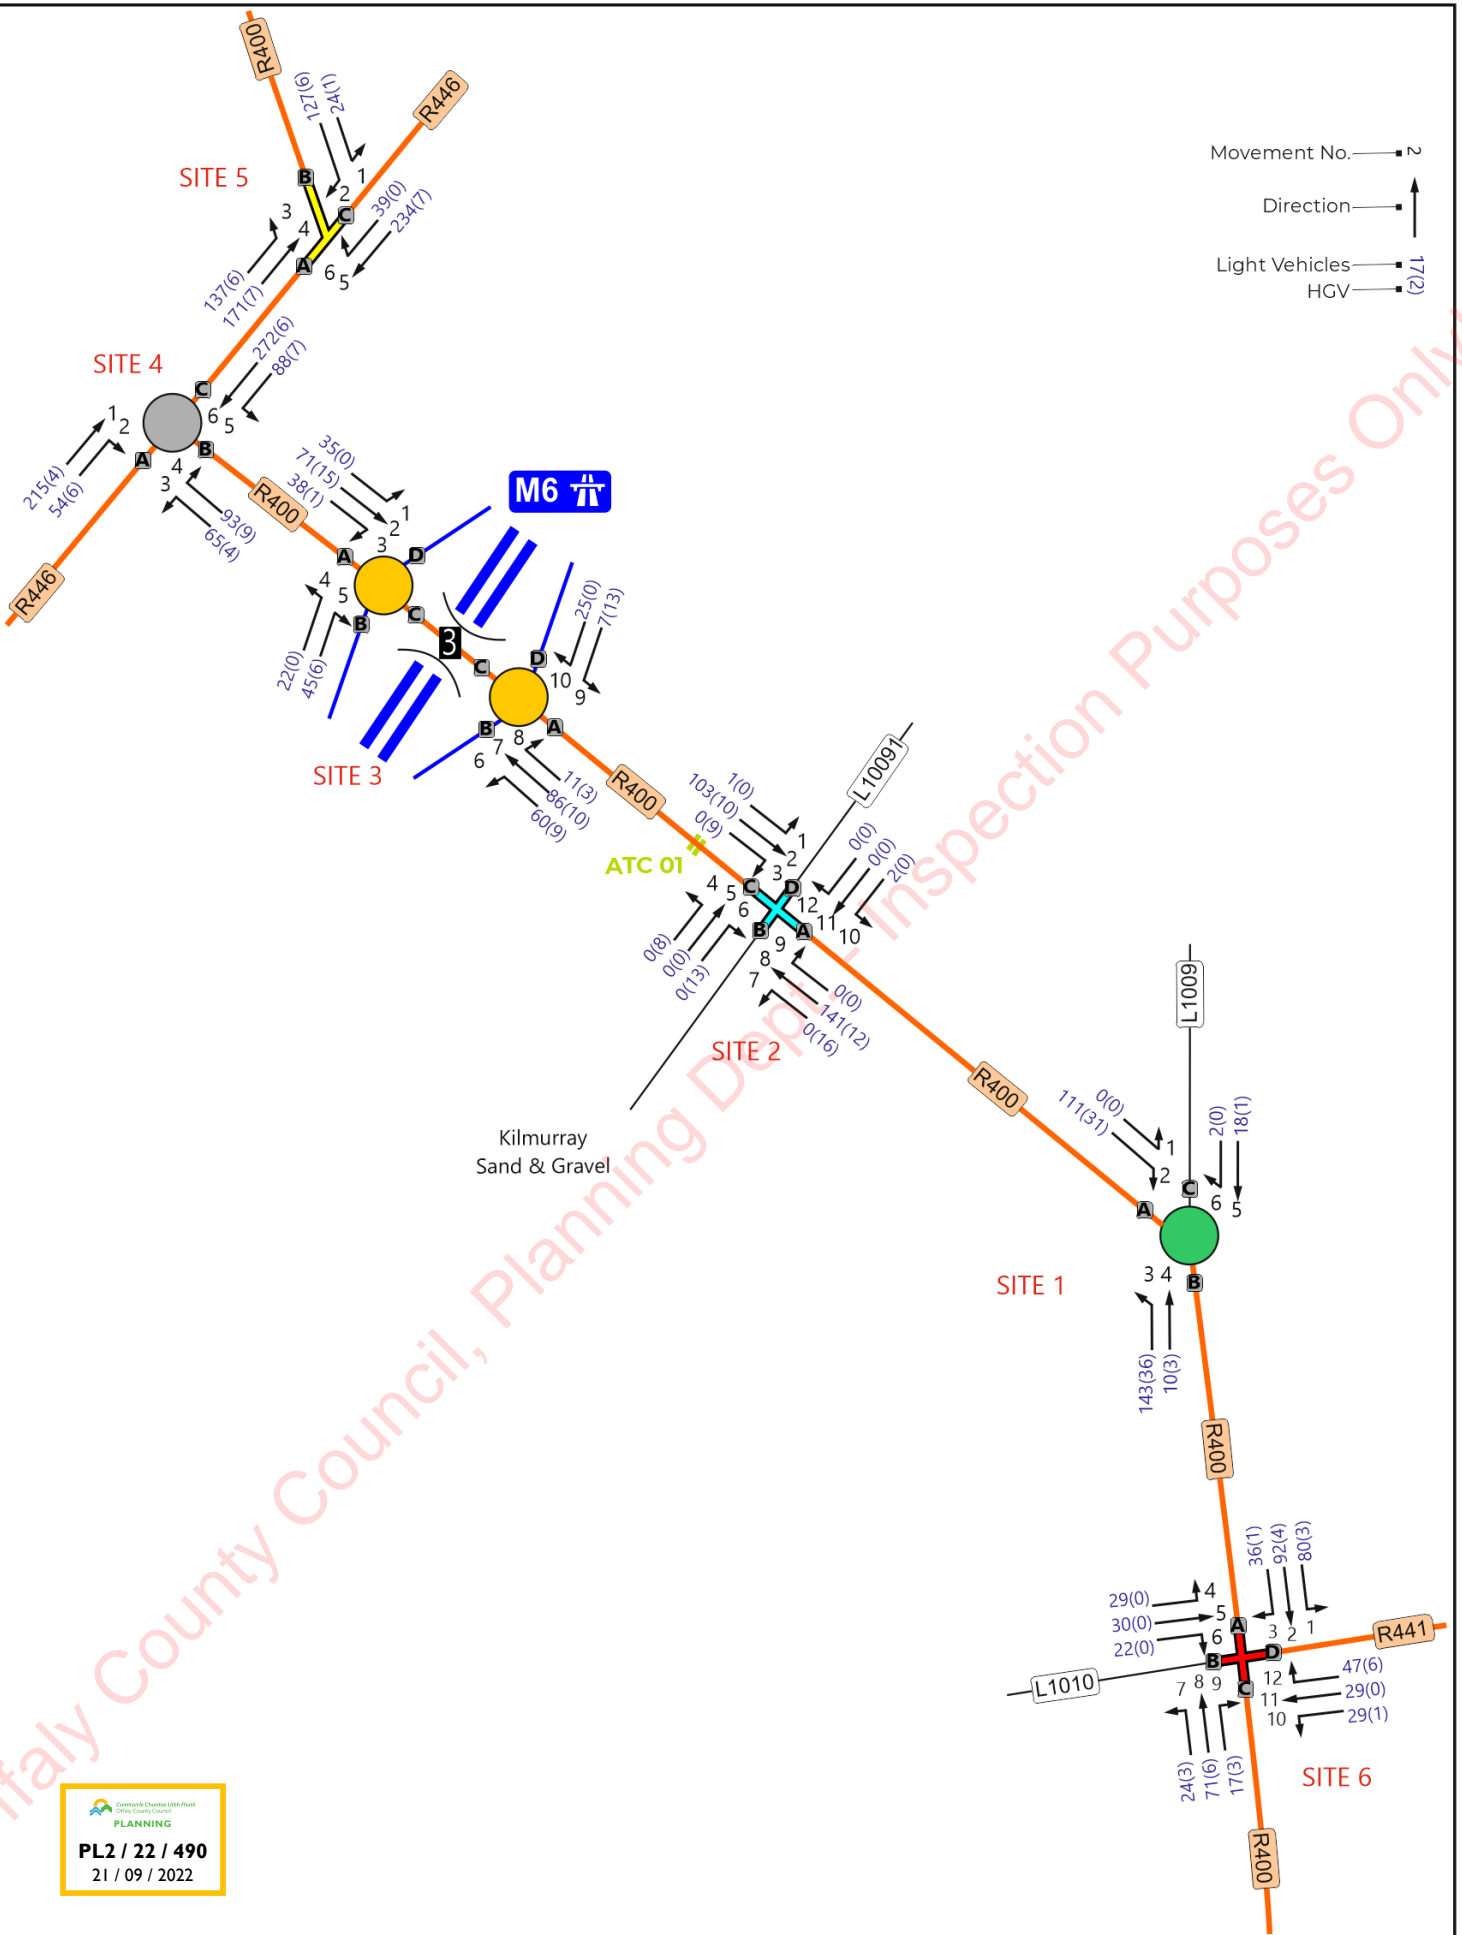 R400
R446
127(6)
24(1)
SITE 5
B
1
2
C
3
4
A
6
5
39(0)
234(7)
137(6)
171(7)
Movement No.
2
Direction
Light Vehicles
HGV
17(2)
SITE 4
272(6)
88(7)
C
6
5
1
2
A
B
4
3
215(4)
54(6)
93(9)
65(4)
R446
R400
35(0)
71(15)
38(1)
M6
1
2
3
A
D
4
5
B
C
22(0)
45(6)
3
25(0)
7(13)
C
D
10
9
B
A
8
7
6
SITE 3
11(3)
86(10)
60(9)
R400
ATC 01
L10091
1(0)
103(10)
0(9)
1
2
3
0(0)
0(0)
2(0)
4
5
6
C
D
12
11
10
B
A
9
8
7
0(8)
0(0)
0(13)
0(0)
141(12)
0(16)
SITE 2
Kilmurray
Sand & Gravel
L1009
R400
0(0)
111(31)
1
2
2(0)
18(1)
C
6
5
A
SITE 1
3
4
B
143(36)
10(3)
R400
36(1)
92(4)
80(3)
29(0)
30(0)
22(0)
4
5
6
A
3
2
1
R441
B
D
L1010
7
8
9
C
12
11
10
47(6)
29(0)
29(1)
24(3)
71(6)
17(3)
SITE 6
R400
Comhairle Chontae Uíbh Fhailí
Offaly County Council
PLANNING
PL2 / 22 / 490
21 / 09 / 2022
ffaly County Council, Planning Dept. - Inspection Purposes Only!